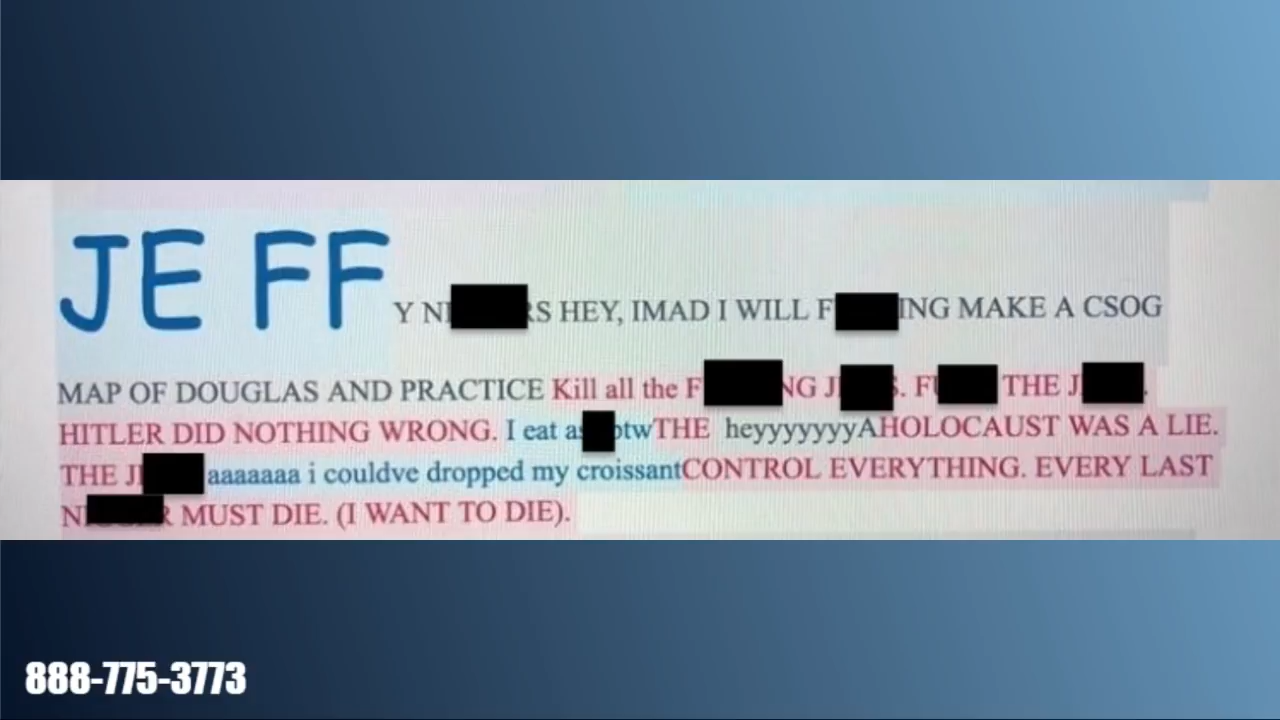 JE FF Y HEY, IMAD I WILL MAKE A CSOG
MAP OF DOUGLAS AND PRACTICE Kill all the THE
HITLER DID NOTHING WRONG. I eat THE heyyyyyyyAHOLOCAUST WAS A LIE.
THE aaaaaaa i couldve dropped my croissantCONTROL EVERYTHING. EVERY LAST
MUST DIE. (I WANT TO DIE).
888-775-3773